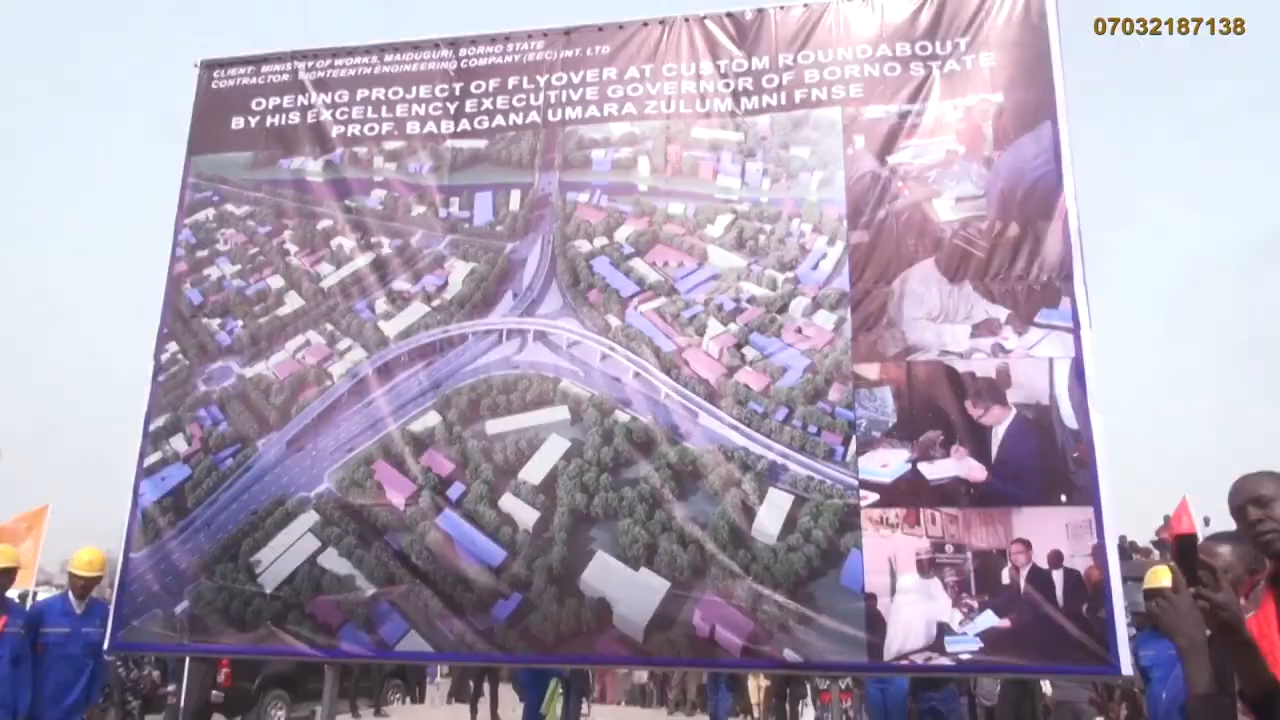 07032187138
CLIENT: MINISTRY OF WORKS, MAIDUGURI, BORNO STATE
CONTRACTOR: EIGHTEENTH ENGINEERING COMPANY (EEC) INT. LTD
OPENING PROJECT OF FLYOVER AT CUSTOM ROUNDABOUT
BY HIS EXCELLENCY EXECUTIVE GOVERNOR OF BORNO STATE
PROF. BABAGANA UMARA ZULUM MNI FNSE